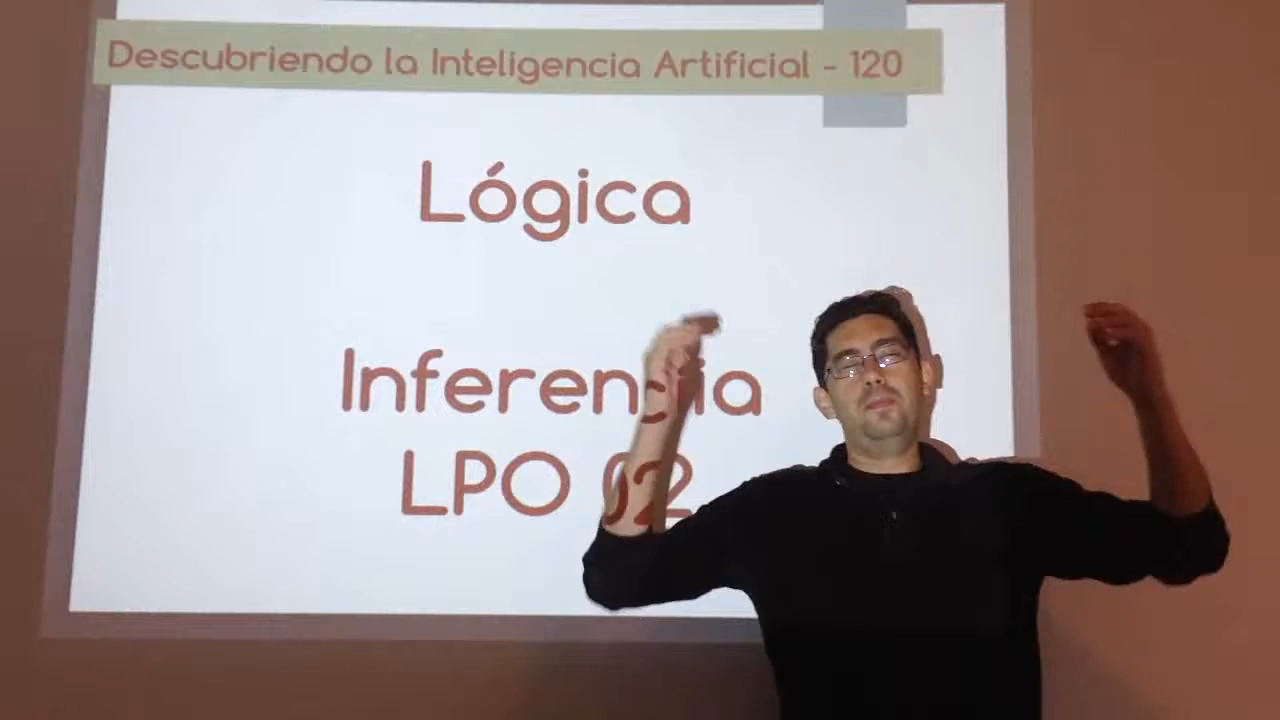 Descubriendo la Inteligencia Artificial - 120
Lógica
Inferencia
LPO 02